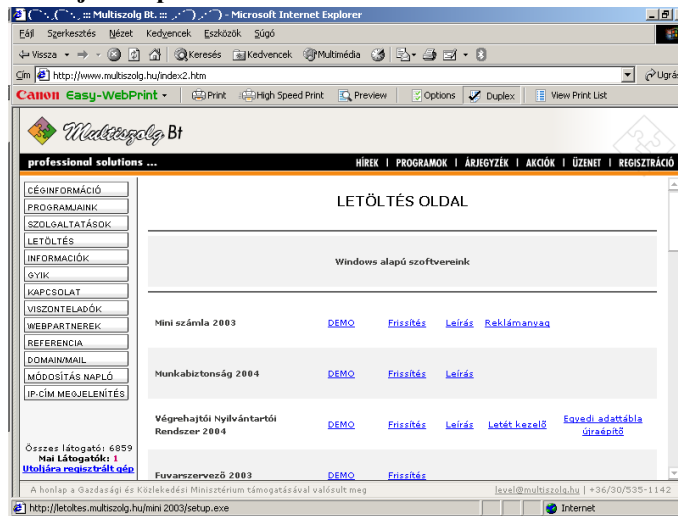 Multiszolg Bt. ::: - Microsoft Internet Explorer
Fájl Szerkesztés Nézet Kedvencek Eszközök Súgó
Vissza Keresés Kedvencek Multimédia
Cím http://www.multiszolg.hu/index2.htm Ugrás
Canon Easy-WebPrint Print High Speed Print Preview Options Duplex View Print List
Multiszolg Bt
professional solutions ... HÍREK | PROGRAMOK | ÁRJEGYZÉK | AKCIÓK | ÜZENET | REGISZTRÁCIÓ
CÉGINFORMÁCIÓ
PROGRAMJAINK
SZOLGALTATÁSOK
LETÖLTÉS
INFORMACIÓK
GYIK
KAPCSOLAT
VISZONTELADÓK
WEBPARTNEREK
REFERENCIA
DOMAIN/MAIL
MÓDOSÍTÁS NAPLÓ
IP-CÍM MEGJELENÍTÉS
Összes látogató: 6859
Mai Látogatók: 1
Utoljára regisztrált gép
LETÖLTÉS OLDAL
Windows alapú szoftvereink
Mini számla 2003 DEMO Frissítés Leírás Reklámanyag
Munkabiztonság 2004 DEMO Frissítés Leírás
Végrehajtói Nyilvántartói Rendszer 2004 DEMO Frissítés Leírás Letét kezelő Egyedi adattábla újraépítő
Fuvarszervező 2003 DEMO Frissítés
A honlap a Gazdasági és Közlekedési Minisztérium támogatásával valósult meg level@multiszolg.hu | +36/30/535-1142
http://letoltes.multiszolg.hu/mini 2003/setup.exe Internet